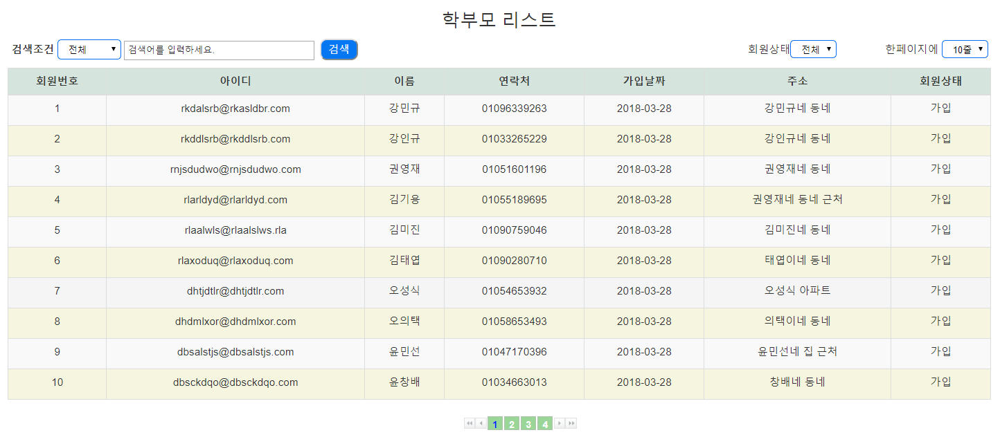 학부모 리스트
검색조건 전체 ▼ 검색어를 입력하세요. 검색 회원상태 전체 ▼ 한페이지에 10줄 ▼
회원번호 아이디 이름 연락처 가입날짜 주소 회원상태
1 rkdalsrb@rkasldbr.com 강민규 01096339263 2018-03-28 강민규네 동네 가입
2 rkddlsrb@rkddlsrb.com 강인규 01033265229 2018-03-28 강인규네 동네 가입
3 rnjsdudwo@rnjsdudwo.com 권영재 01051601196 2018-03-28 권영재네 동네 가입
4 rlarldyd@rlarldyd.com 김기용 01055189695 2018-03-28 권영재네 동네 근처 가입
5 rlaalwls@rlaalslws.rla 김미진 01090759046 2018-03-28 김미진네 동네 가입
6 rlaxoduq@rlaxoduq.com 김태엽 01090280710 2018-03-28 태엽이네 동네 가입
7 dhtjdtlr@dhtjdtlr.com 오성식 01054653932 2018-03-28 오성식 아파트 가입
8 dhdmlxor@dhdmlxor.com 오의택 01058653493 2018-03-28 의택이네 동네 가입
9 dbsalstjs@dbsalstjs.com 윤민선 01047170396 2018-03-28 윤민선네 집 근처 가입
10 dbsckdqo@dbsckdqo.com 윤창배 01034663013 2018-03-28 창배네 동네 가입
1 2 3 4